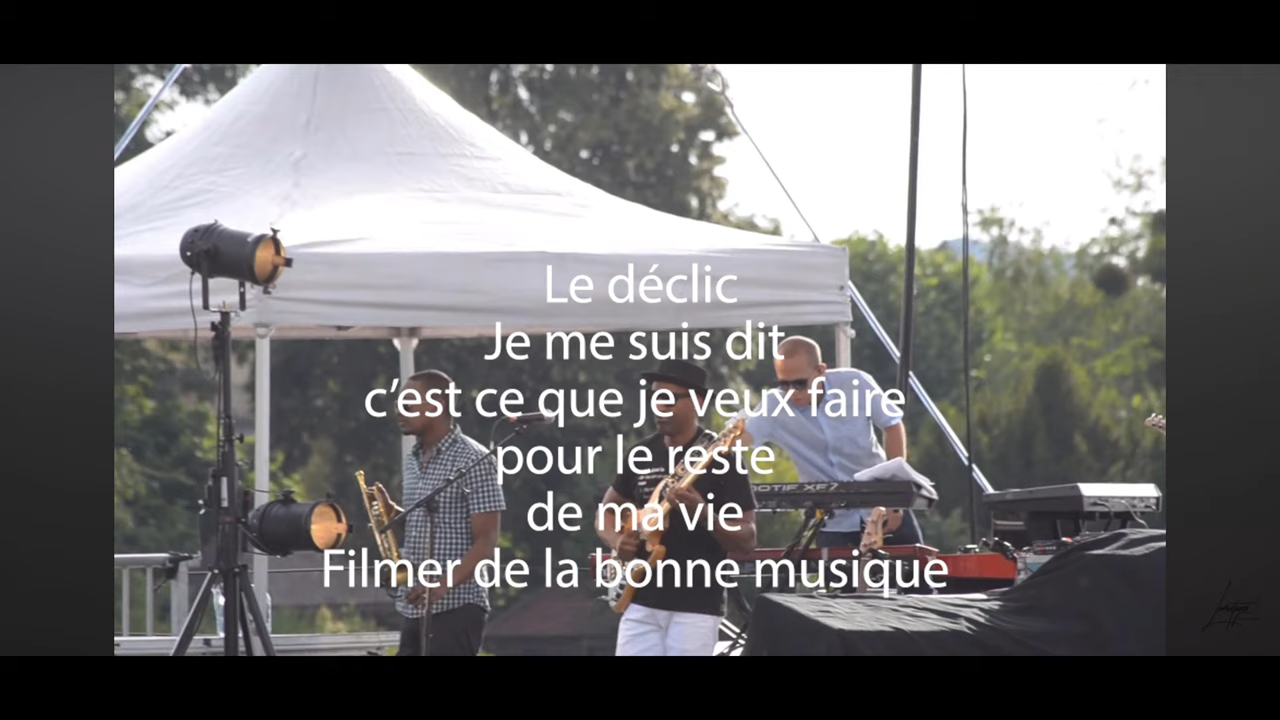 Le déclic
Je me suis dit
c’est ce que je veux faire
pour le reste
de ma vie
Filmer de la bonne musique
XF7